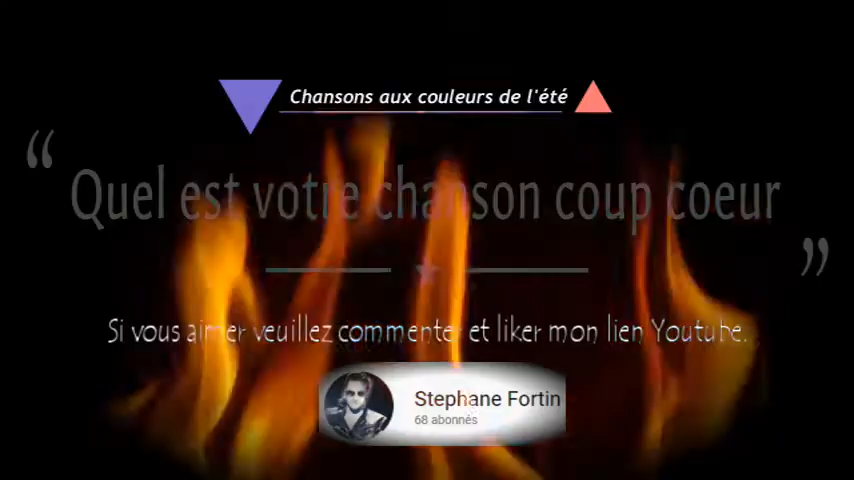 Chansons aux couleurs de l'été
“ Quel est votre chanson coup coeur ”
Si vous aimer veuillez commenter et liker mon lien Youtube.
Stephane Fortin
68 abonnés